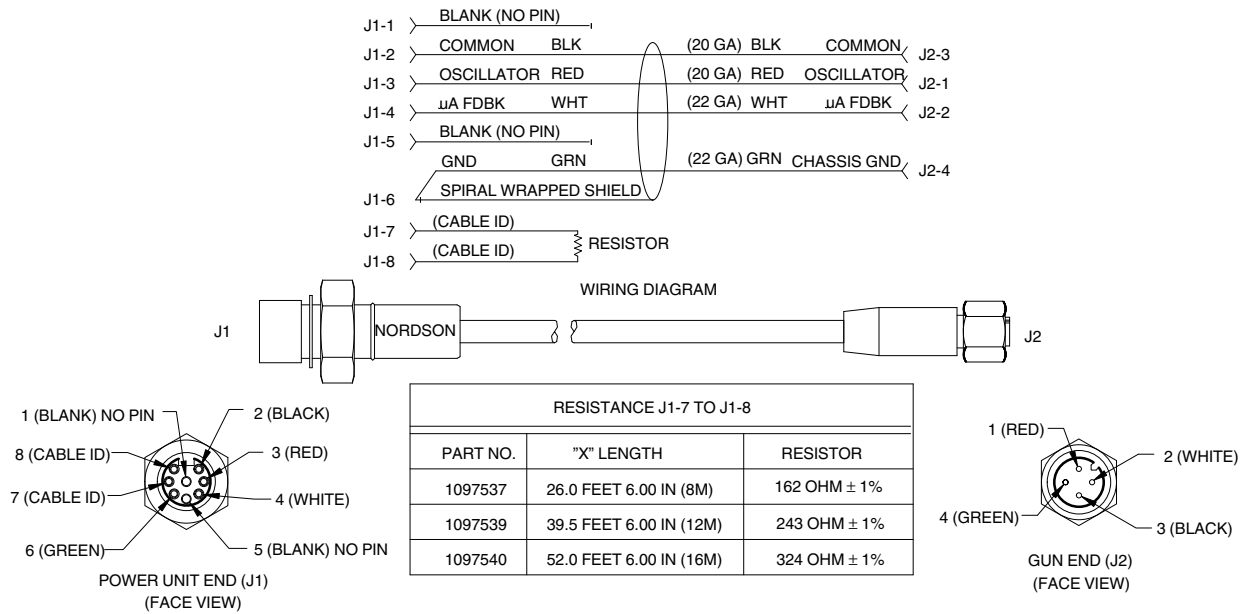 J1-1 BLANK (NO PIN)
J1-2 COMMON BLK (20 GA) BLK COMMON J2-3
J1-3 OSCILLATOR RED (20 GA) RED OSCILLATOR J2-1
J1-4 µA FDBK WHT (22 GA) WHT µA FDBK J2-2
J1-5 BLANK (NO PIN)
GND GRN (22 GA) GRN CHASSIS GND J2-4
J1-6 SPIRAL WRAPPED SHIELD
J1-7 (CABLE ID)
RESISTOR
J1-8 (CABLE ID)
WIRING DIAGRAM
J1 NORDSON J2
1 (BLANK) NO PIN
2 (BLACK)
8 (CABLE ID)
3 (RED)
7 (CABLE ID)
4 (WHITE)
6 (GREEN)
5 (BLANK) NO PIN
POWER UNIT END (J1)
(FACE VIEW)
RESISTANCE J1-7 TO J1-8
PART NO. "X" LENGTH RESISTOR
1097537 26.0 FEET 6.00 IN (8M) 162 OHM ± 1%
1097539 39.5 FEET 6.00 IN (12M) 243 OHM ± 1%
1097540 52.0 FEET 6.00 IN (16M) 324 OHM ± 1%
1 (RED)
2 (WHITE)
4 (GREEN)
3 (BLACK)
GUN END (J2)
(FACE VIEW)